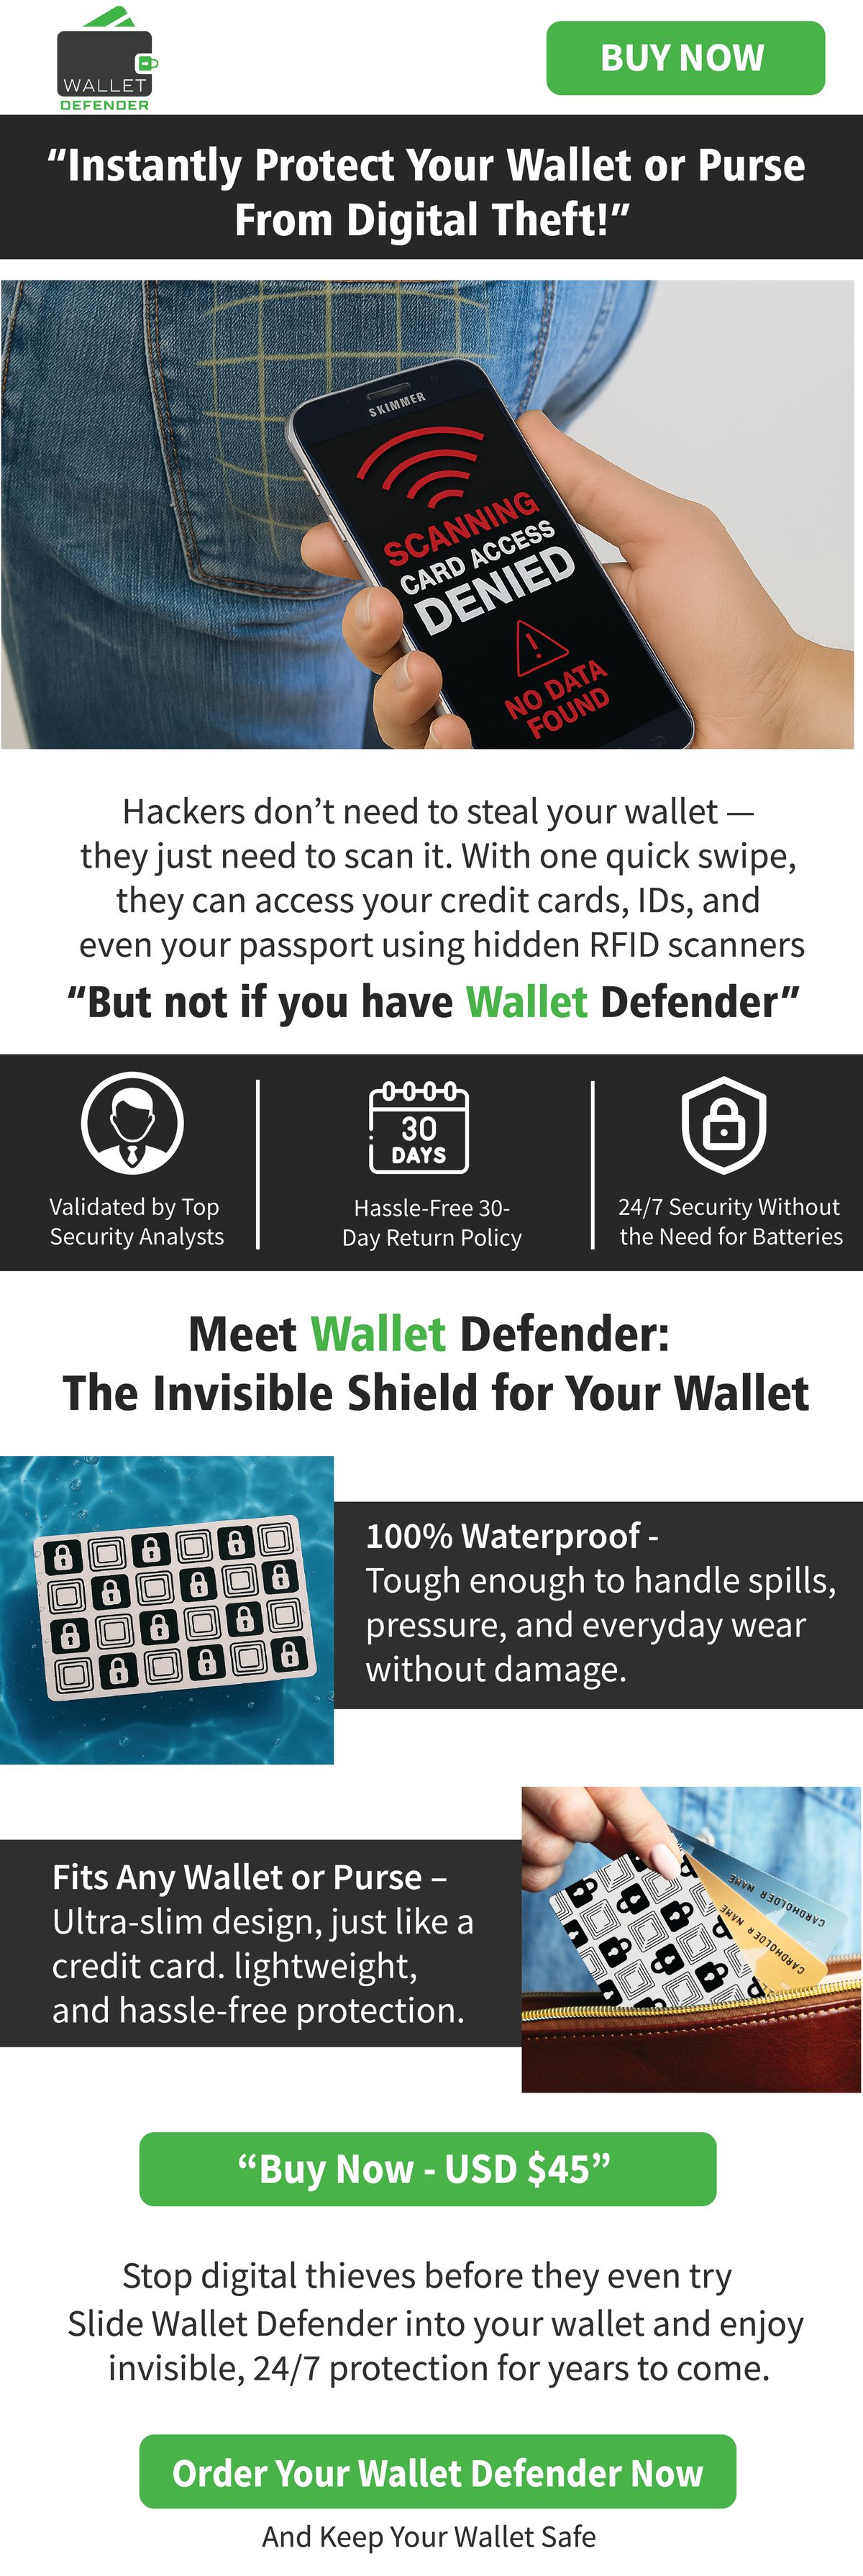 WALLET
DEFENDER
BUY NOW
“Instantly Protect Your Wallet or Purse
From Digital Theft!”
SKIMMER
SCANNING
CARD ACCESS
DENIED
!
NO DATA
FOUND
Hackers don’t need to steal your wallet —
they just need to scan it. With one quick swipe,
they can access your credit cards, IDs, and
even your passport using hidden RFID scanners
“But not if you have Wallet Defender”
30
DAYS
Validated by Top
Security Analysts
Hassle-Free 30-
Day Return Policy
24/7 Security Without
the Need for Batteries
Meet Wallet Defender:
The Invisible Shield for Your Wallet
100% Waterproof -
Tough enough to handle spills,
pressure, and everyday wear
without damage.
Fits Any Wallet or Purse –
Ultra-slim design, just like a
credit card. lightweight,
and hassle-free protection.
CARDHOLDER NAME
CARDHOLDER NAME
“Buy Now - USD $45”
Stop digital thieves before they even try
Slide Wallet Defender into your wallet and enjoy
invisible, 24/7 protection for years to come.
Order Your Wallet Defender Now
And Keep Your Wallet Safe